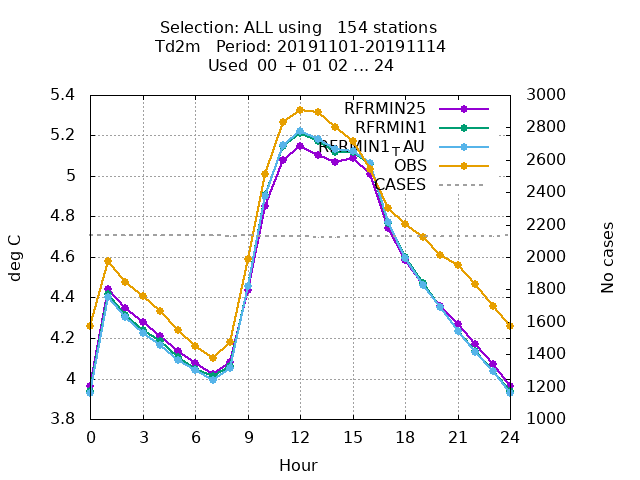 Selection: ALL using   154 stations
Td2m   Period: 20191101-20191114
Used  00 + 01 02 ... 24
5.4
5.2
5
4.8
4.6
4.4
4.2
4
3.8
deg C
3000
2800
2600
2400
2200
2000
1800
1600
1400
1200
1000
No cases
RFRMIN25
RFRMIN1
RFRMIN1TAU
OBS
CASES
0 3 6 9 12 15 18 21 24
Hour